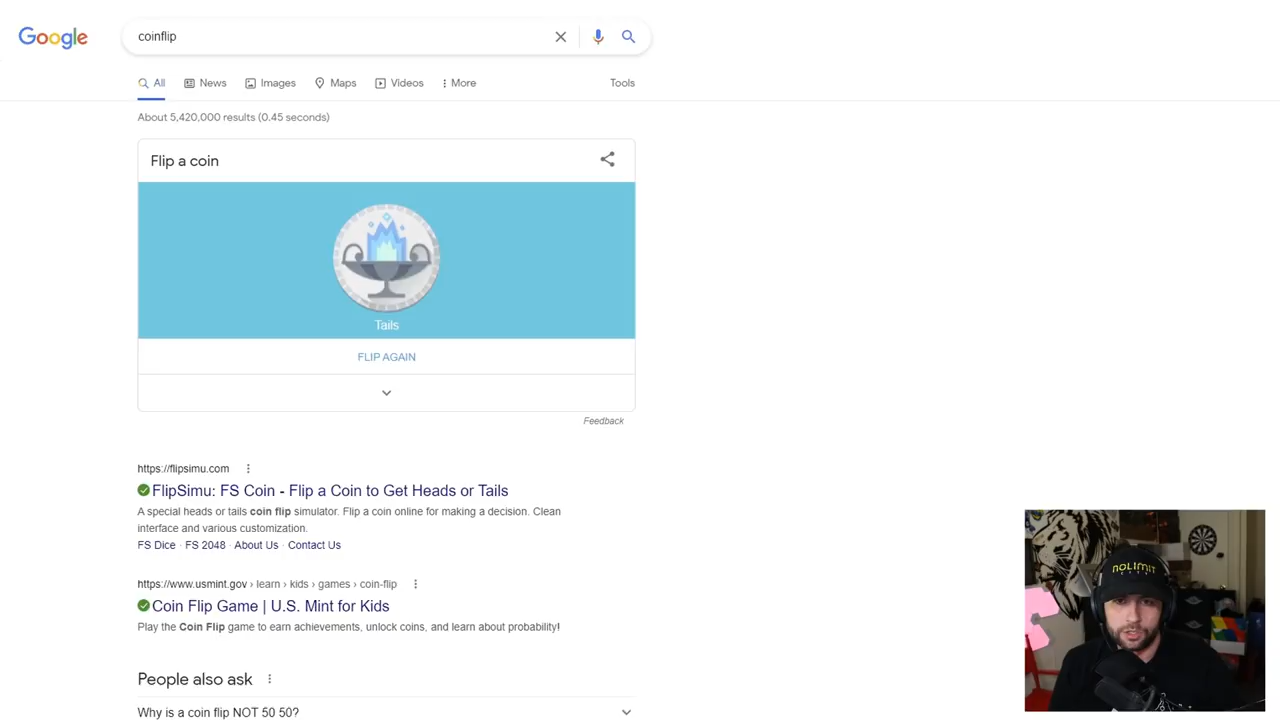 Google
coinflip
All News Images Maps Videos More Tools
About 5,420,000 results (0.45 seconds)
Flip a coin
Tails
FLIP AGAIN
Feedback
https://flipsimu.com
FlipSimu: FS Coin - Flip a Coin to Get Heads or Tails
A special heads or tails coin flip simulator. Flip a coin online for making a decision. Clean
interface and various customization.
FS Dice · FS 2048 · About Us · Contact Us
https://www.usmint.gov › learn › kids › games › coin-flip
Coin Flip Game | U.S. Mint for Kids
Play the Coin Flip game to earn achievements, unlock coins, and learn about probability!
People also ask
Why is a coin flip NOT 50 50?
NOLIMIT
CITY